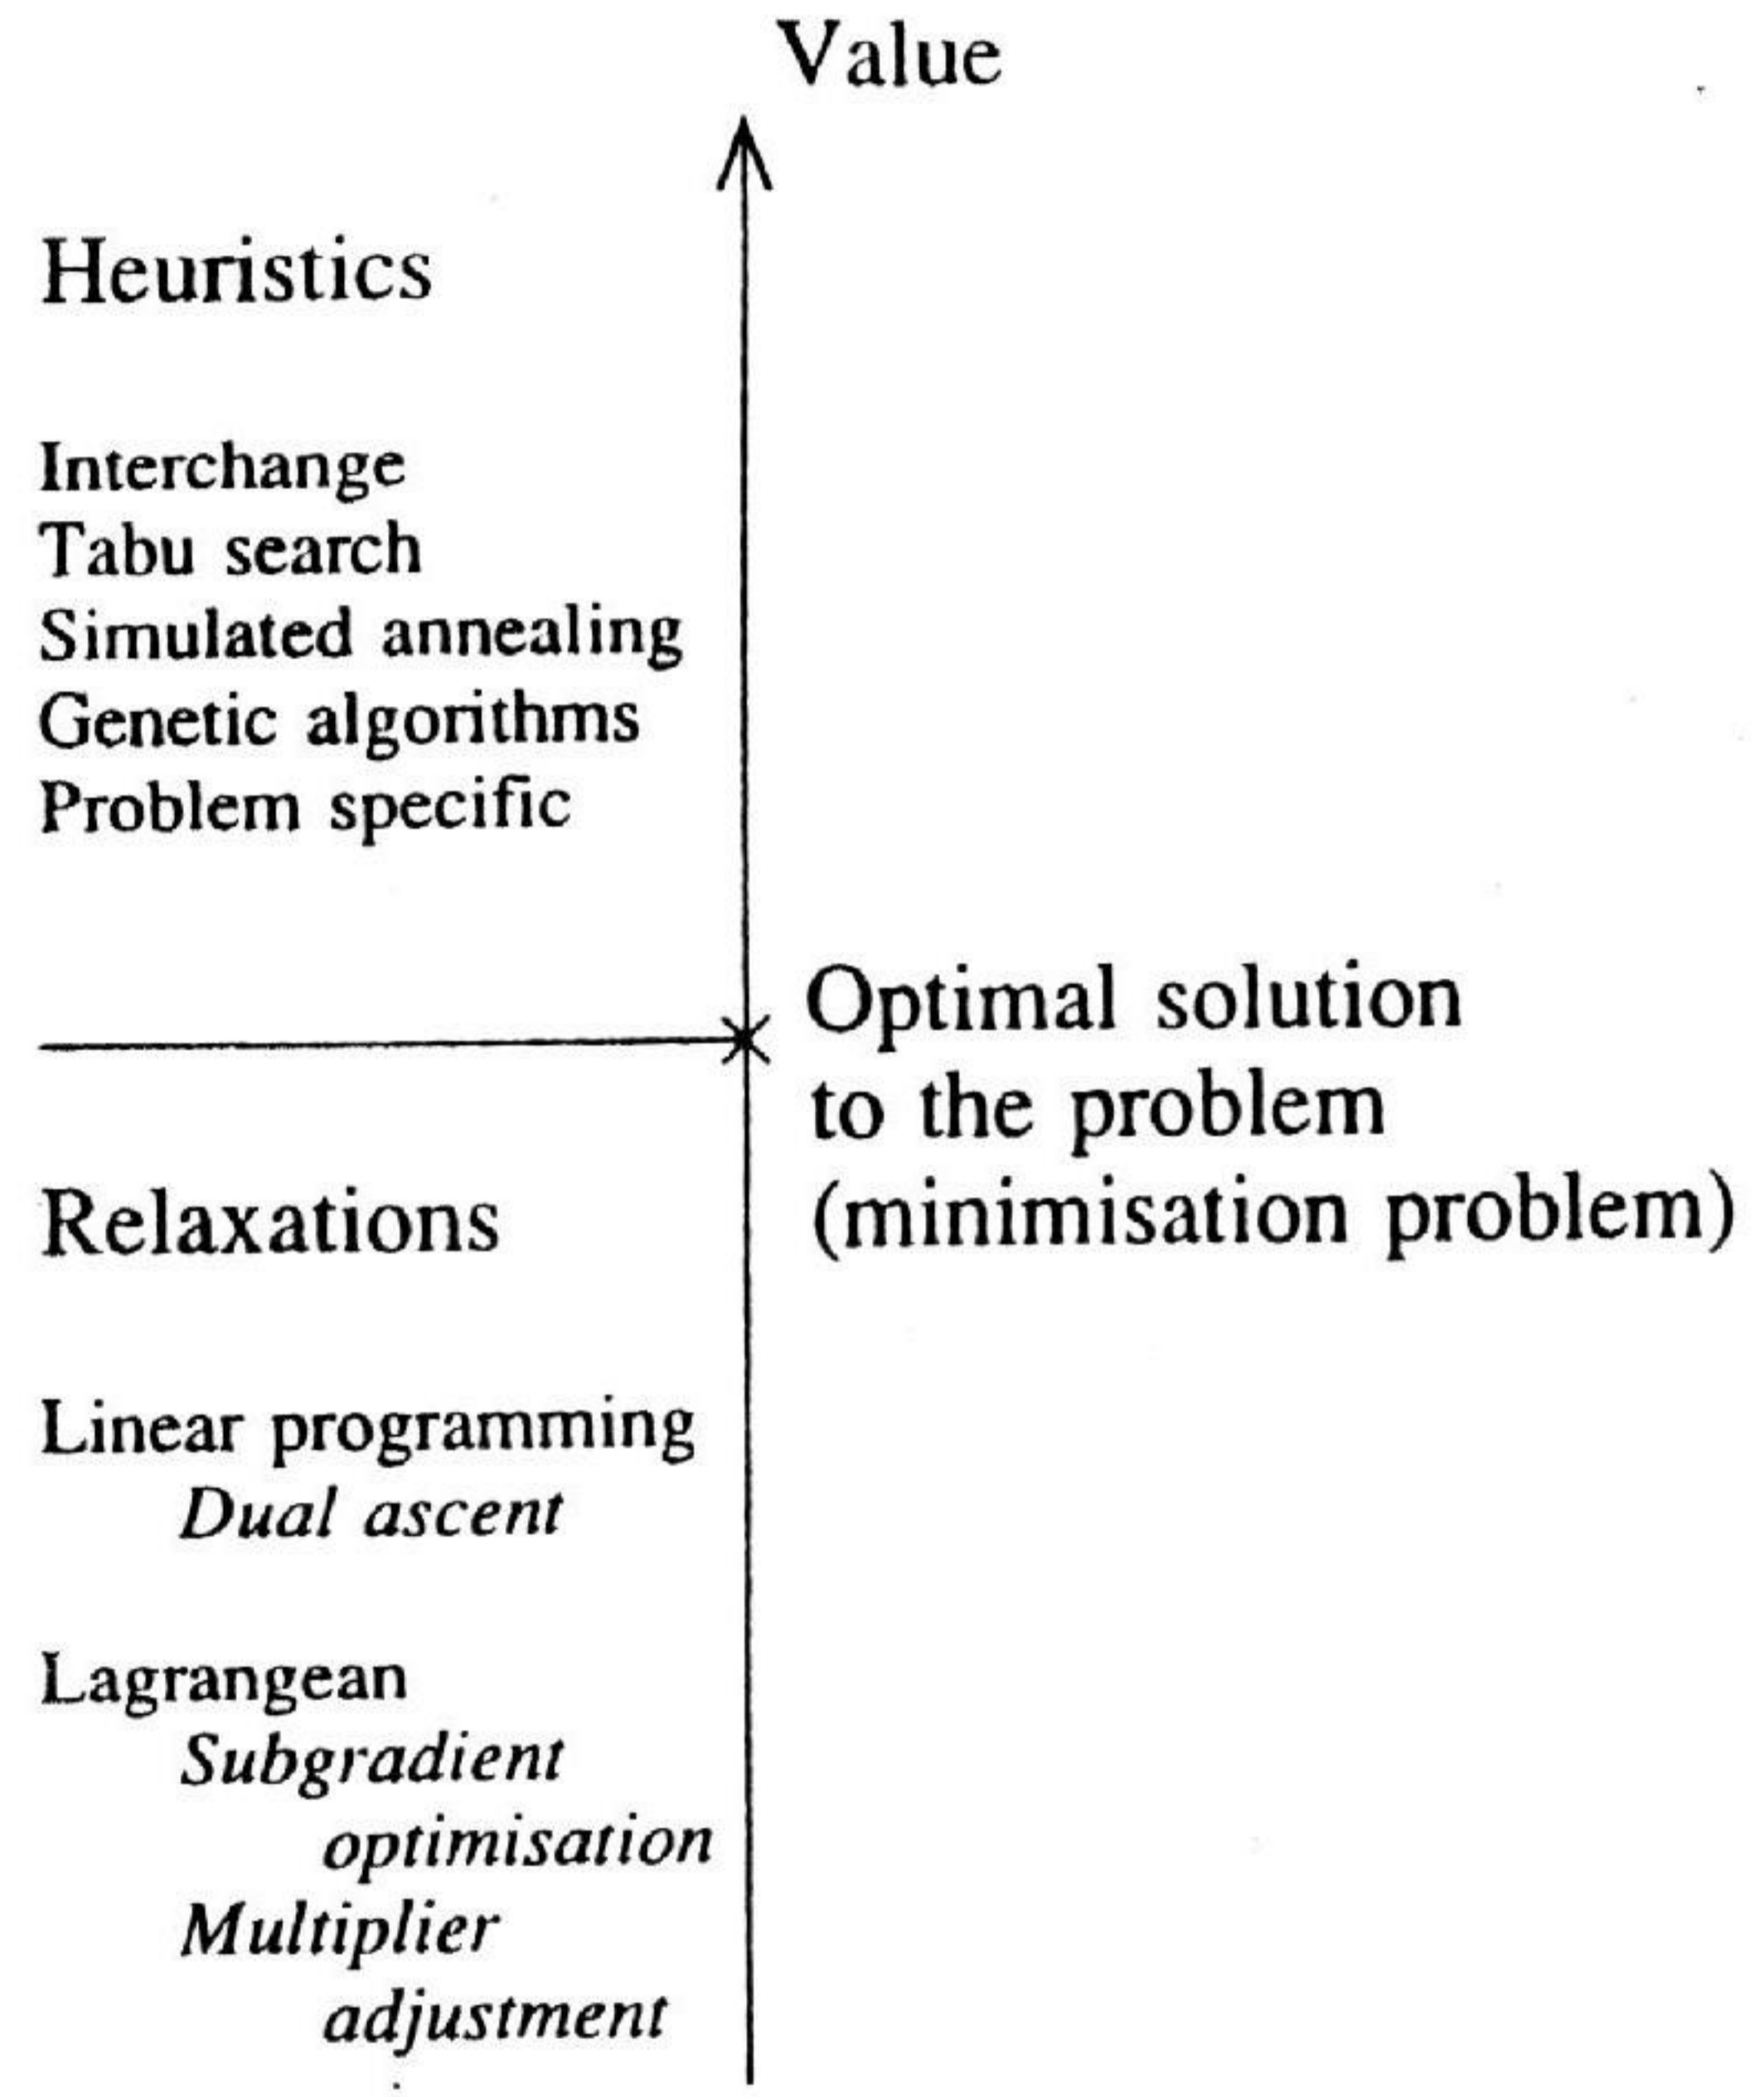 Value
Heuristics
Interchange
Tabu search
Simulated annealing
Genetic algorithms
Problem specific
Optimal solution
to the problem
(minimisation problem)
Relaxations
Linear programming
Dual ascent
Lagrangean
Subgradient
optimisation
Multiplier
adjustment